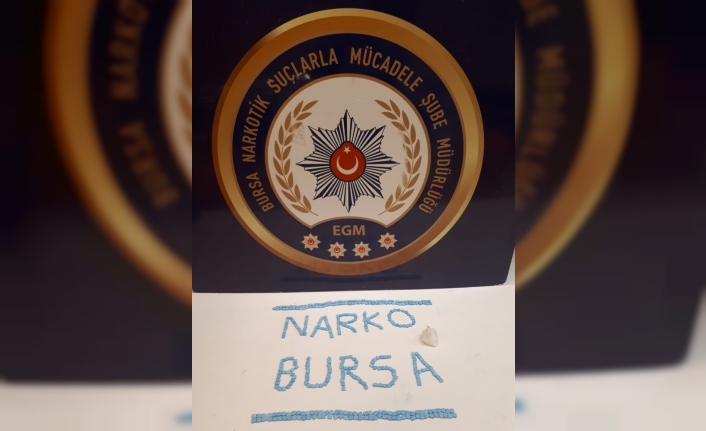 BURSA NARKOTİK SUÇLARLA MÜCADELE ŞUBE MÜDÜRLÜĞÜ
EGM
NARKO
BURSA